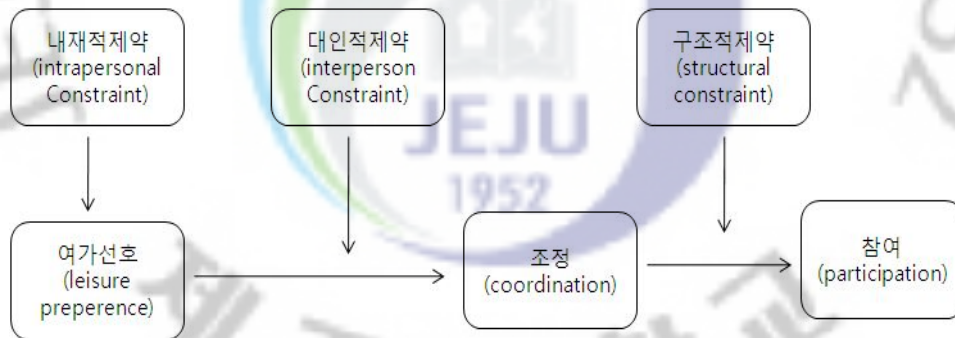 내재적제약
(intrapersonal
Constraint)
대인적제약
(interperson
Constraint)
구조적제약
(structural
constraint)
JEJU
1952
여가선호
(leisure
preperence)
조정
(coordination)
참여
(participation)